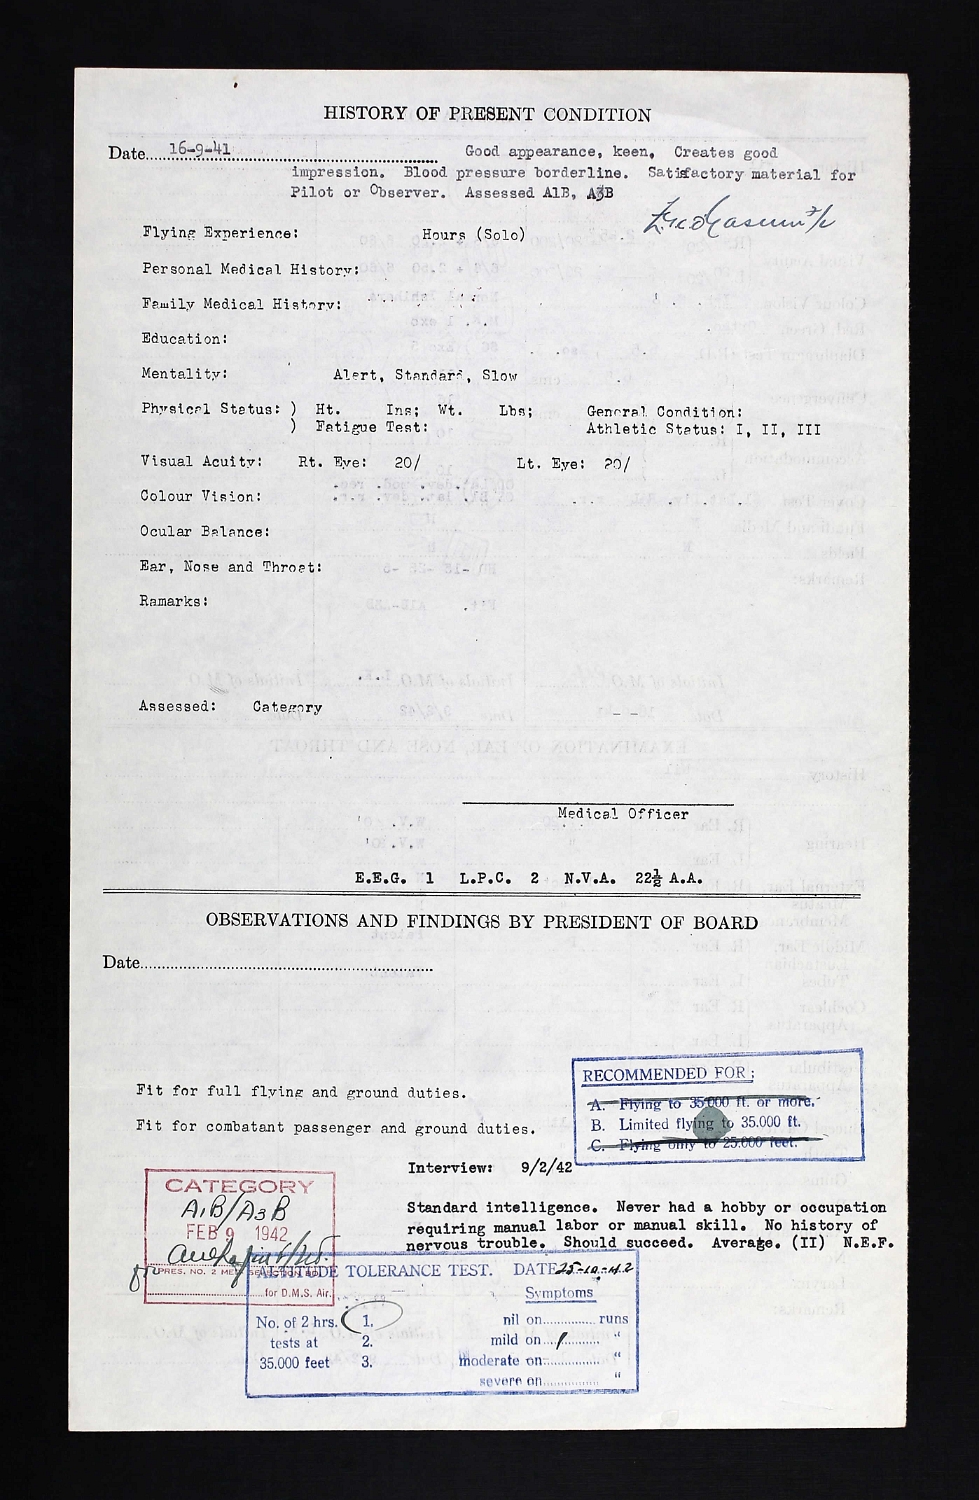 HISTORY OF PRESENT CONDITION
Date 16-9-41 Good appearance, keen, Creates good
impression. Blood pressure borderline. Satisfactory material for
Pilot or Observer. Assessed A1B, A3B
Flying Experience: Hours (Solo)
Personal Medical History:
Family Medical History:
Education:
Mentality: Alert, Standard, Slow
Physical Status: ) Ht. Ins; Wt. Lbs; General Condition:
) Fatigue Test: Athletic Status: I, II, III
Visual Acuity: Rt. Eye: 20/ Lt. Eye: 20/
Colour Vision:
Ocular Balance:
Ear, Nose and Throat:
Ramarks:
Assessed: Category
Medical Officer
E.E.G. 1 L.P.C. 2 N.V.A. 22½ A.A.
OBSERVATIONS AND FINDINGS BY PRESIDENT OF BOARD
Date
RECOMMENDED FOR:
A. Flying to 35.000 ft. or more.
B. Limited flying to 35.000 ft.
C. Flying only to 25.000 feet.
Fit for full flying and ground duties.
Fit for combatant passenger and ground duties.
Interview: 9/2/42
Standard intelligence. Never had a hobby or occupation
requiring manual labor or manual skill. No history of
nervous trouble. Should succeed. Average. (II) N.E.F.
CATEGORY
A1B/A3B
FEB 9 1942
for PRES. NO. 2 MED. SELECTION BD.
for D.M.S. Air.
ALTITUDE TOLERANCE TEST. DATE 25-10-42
Symptoms
No. of 2 hrs. 1. nil on runs
tests at 2. mild on 1 "
35.000 feet 3. moderate on "
severe on "